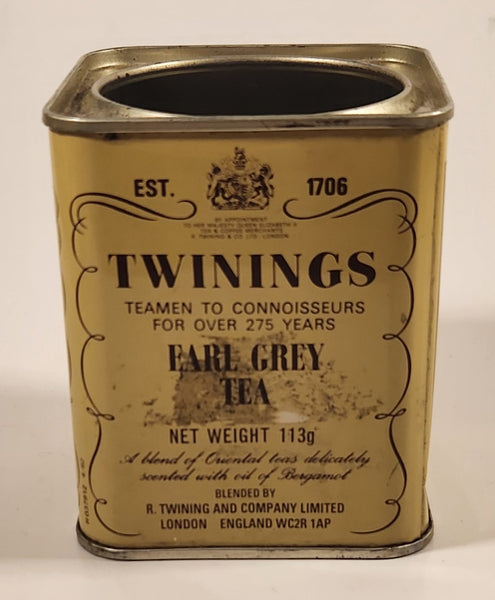 EST. 1706
BY APPOINTMENT
TO HER MAJESTY QUEEN ELIZABETH II
TEA & COFFEE MERCHANTS
R. TWINING & CO. LTD. LONDON
TWININGS
TEAMEN TO CONNOISSEURS
FOR OVER 275 YEARS
EARL GREY
TEA
NET WEIGHT 113g
A blend of Oriental teas delicately
scented with oil of Bergamot
BLENDED BY
R. TWINING AND COMPANY LIMITED
LONDON ENGLAND WC2R 1AP